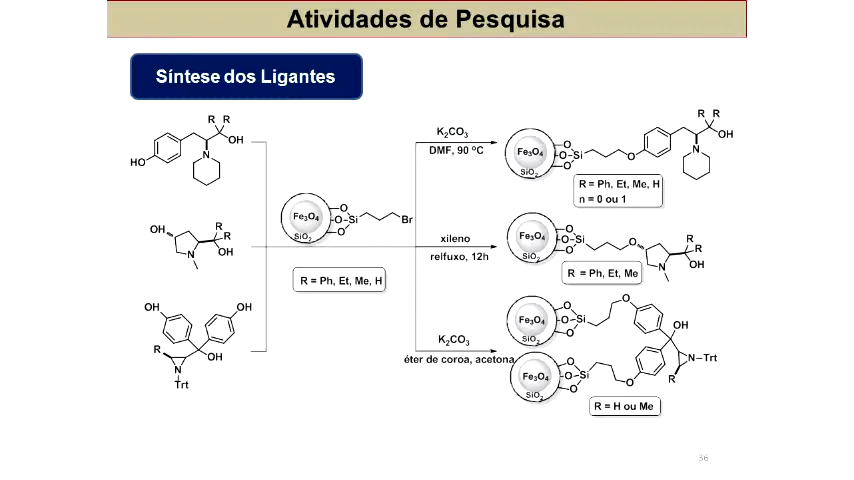 Atividades de Pesquisa
Síntese dos Ligantes
R R
OH
N
HO
OH
R
R
OH
N
OH
OH
R
OH
N
Trt
Fe₃O₄
SiO₂
O
O
O
Si
Br
R = Ph, Et, Me, H
K₂CO₃
DMF, 90 ºC
xileno
relfuxo, 12h
K₂CO₃
éter de coroa, acetona
Fe₃O₄
SiO₂
O
O
O
Si
O
R R
OH
N
R = Ph, Et, Me, H
n = 0 ou 1
Fe₃O₄
SiO₂
O
O
O
Si
O
R
R
OH
N
R = Ph, Et, Me
Fe₃O₄
SiO₂
O
O
O
Si
O
OH
N–Trt
R
Fe₃O₄
SiO₂
O
O
O
Si
O
R = H ou Me
36